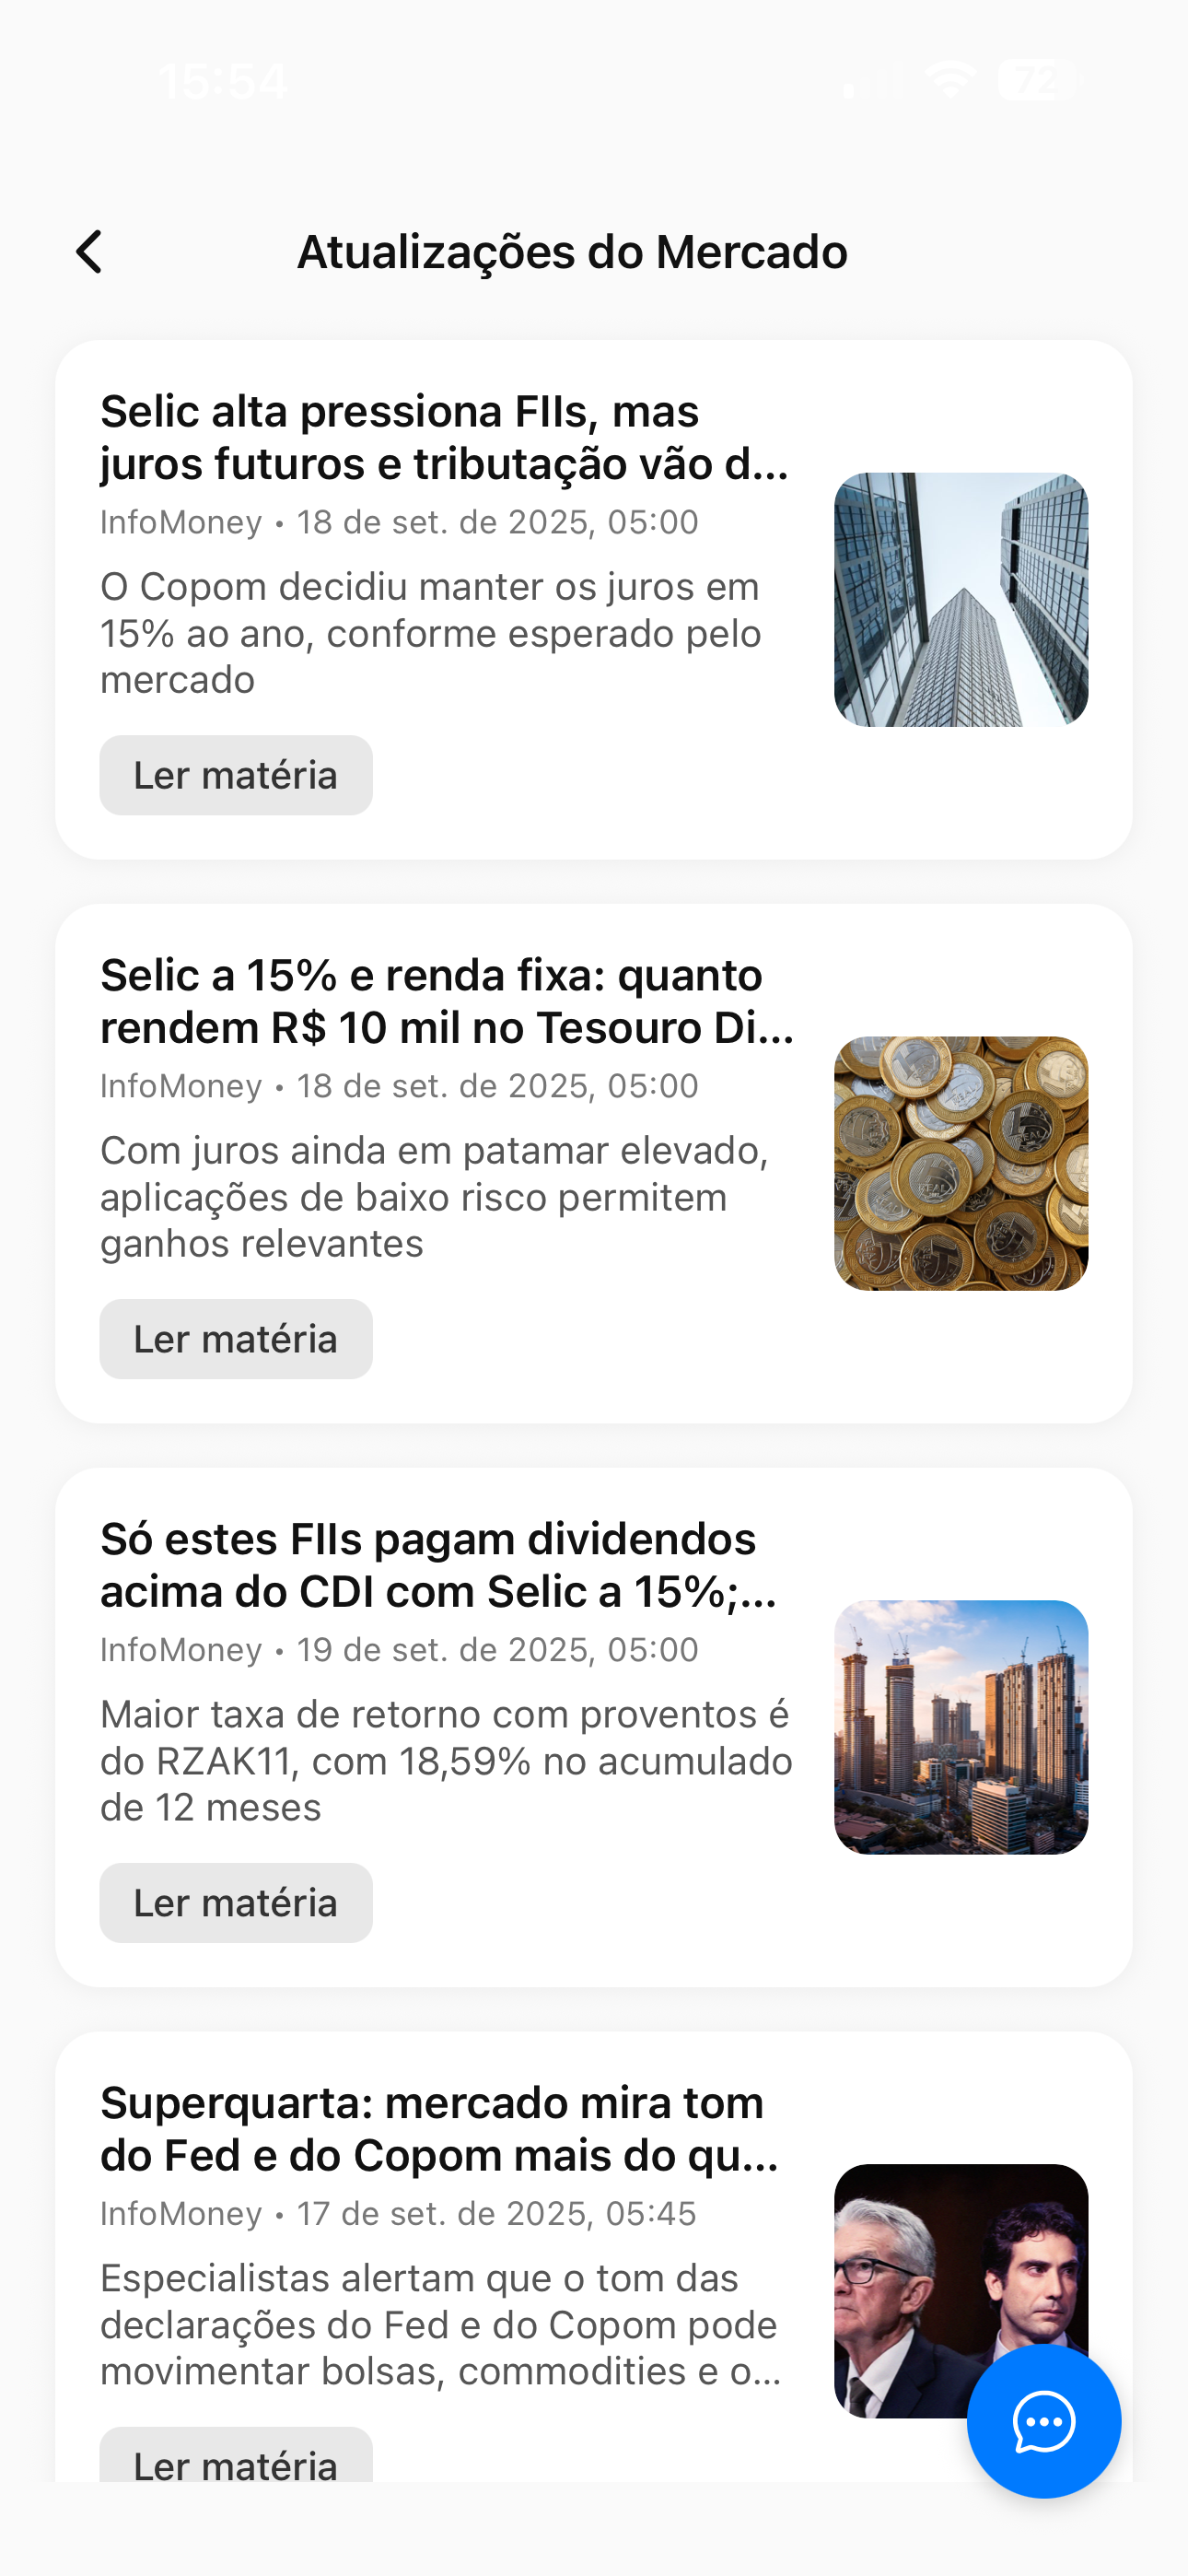 15:54
72
Atualizações do Mercado
Selic alta pressiona FIIs, mas
juros futuros e tributação vão d...
InfoMoney • 18 de set. de 2025, 05:00
O Copom decidiu manter os juros em
15% ao ano, conforme esperado pelo
mercado
Ler matéria
Selic a 15% e renda fixa: quanto
rendem R$ 10 mil no Tesouro Di...
InfoMoney • 18 de set. de 2025, 05:00
Com juros ainda em patamar elevado,
aplicações de baixo risco permitem
ganhos relevantes
Ler matéria
Só estes FIIs pagam dividendos
acima do CDI com Selic a 15%;...
InfoMoney • 19 de set. de 2025, 05:00
Maior taxa de retorno com proventos é
do RZAK11, com 18,59% no acumulado
de 12 meses
Ler matéria
Superquarta: mercado mira tom
do Fed e do Copom mais do qu...
InfoMoney • 17 de set. de 2025, 05:45
Especialistas alertam que o tom das
declarações do Fed e do Copom pode
movimentar bolsas, commodities e o...
Ler matéria